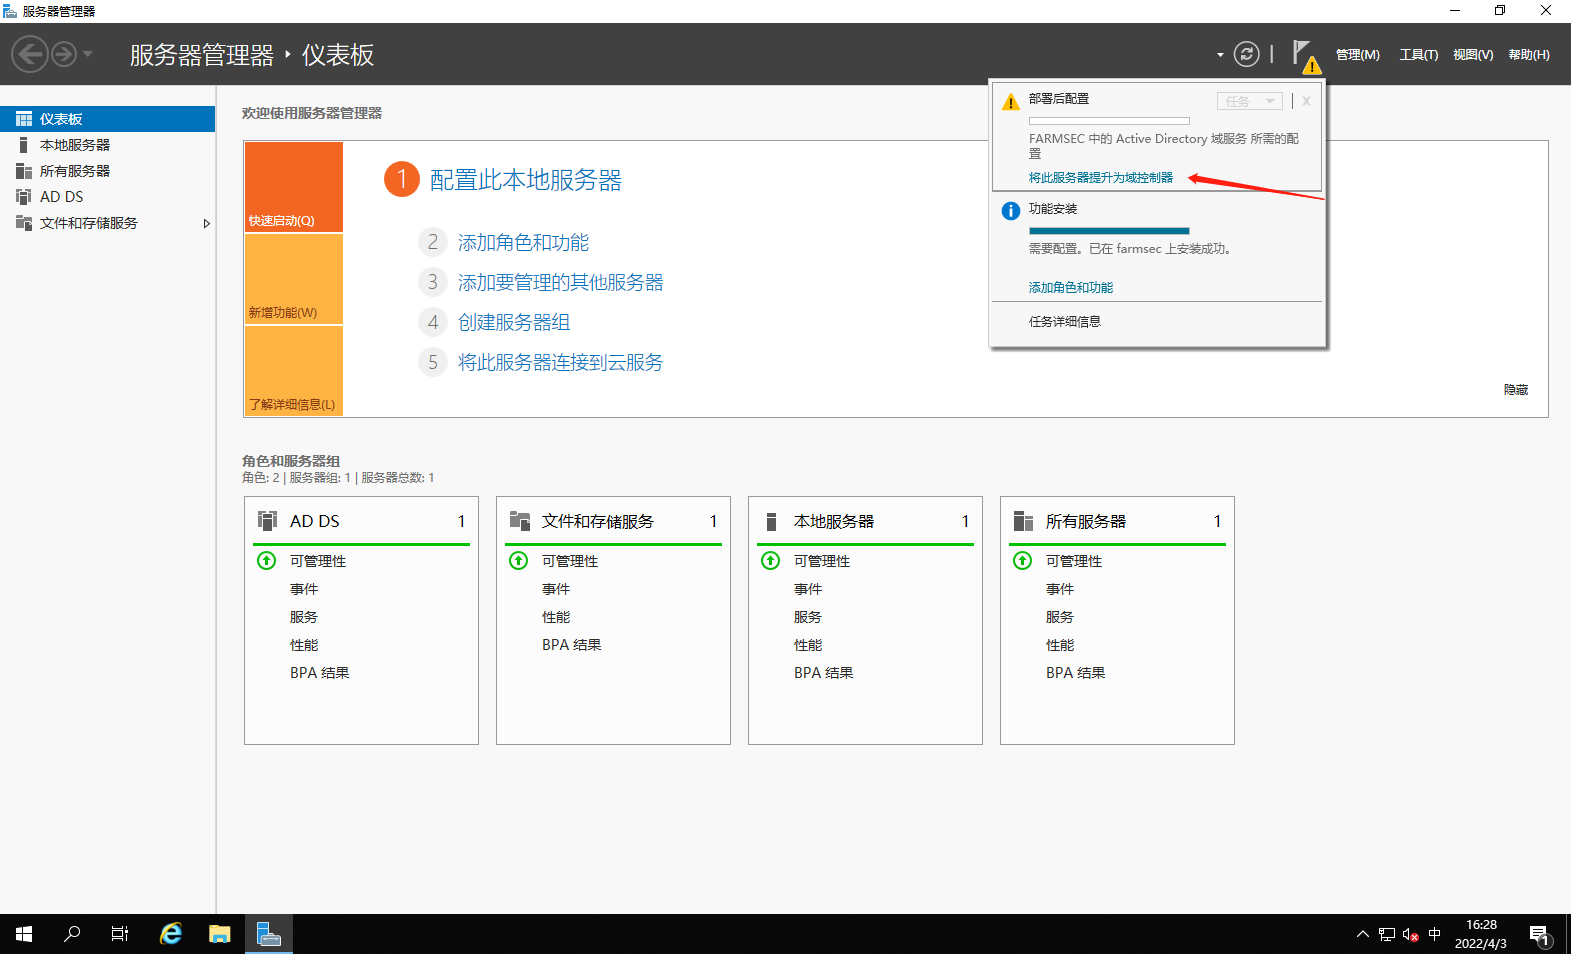 服务器管理器
服务器管理器 ‣ 仪表板
管理(M)
工具(T)
视图(V)
帮助(H)
仪表板
本地服务器
所有服务器
AD DS
文件和存储服务
欢迎使用服务器管理器
快速启动(Q)
新增功能(W)
了解详细信息(L)
1 配置此本地服务器
2 添加角色和功能
3 添加要管理的其他服务器
4 创建服务器组
5 将此服务器连接到云服务
隐藏
部署后配置
任务
X
FARMSEC 中的 Active Directory 域服务 所需的配
置
将此服务器提升为域控制器
功能安装
需要配置。已在 farmsec 上安装成功。
添加角色和功能
任务详细信息
角色和服务器组
角色: 2 | 服务器组: 1 | 服务器总数: 1
AD DS 1
可管理性
事件
服务
性能
BPA 结果
文件和存储服务 1
可管理性
事件
性能
BPA 结果
本地服务器 1
可管理性
事件
服务
性能
BPA 结果
所有服务器 1
可管理性
事件
服务
性能
BPA 结果
中
16:28
2022/4/3
1